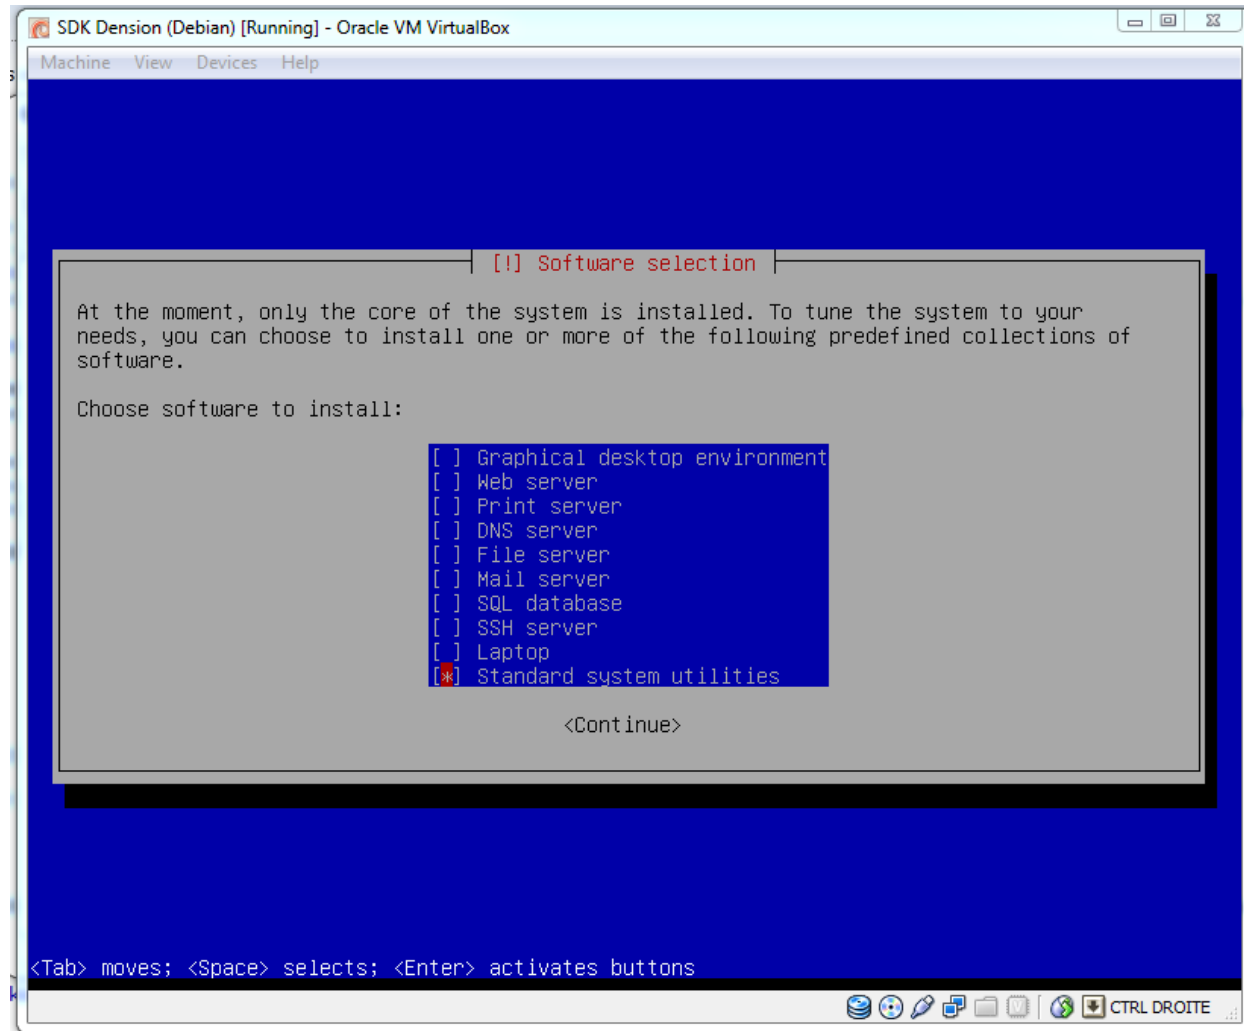 SDK Dension (Debian) [Running] - Oracle VM VirtualBox
Machine View Devices Help
[!] Software selection
At the moment, only the core of the system is installed. To tune the system to your
needs, you can choose to install one or more of the following predefined collections of
software.
Choose software to install:
[ ] Graphical desktop environment
[ ] Web server
[ ] Print server
[ ] DNS server
[ ] File server
[ ] Mail server
[ ] SQL database
[ ] SSH server
[ ] Laptop
[*] Standard system utilities
<Continue>
<Tab> moves; <Space> selects; <Enter> activates buttons
CTRL DROITE